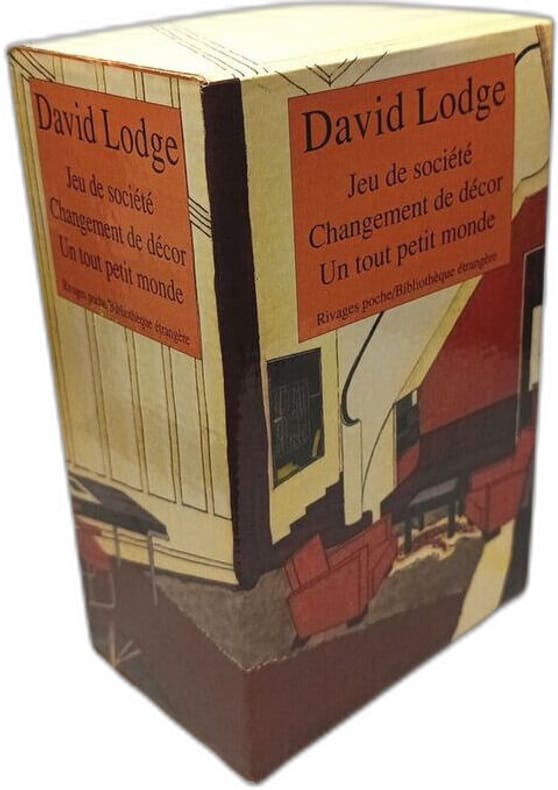 David Lodge
Jeu de société
Changement de décor
Un tout petit monde
Rivages poche/Bibliothèque étrangère
David Lodge
Jeu de société
Changement de décor
Un tout petit monde
Rivages poche/Bibliothèque étrangère